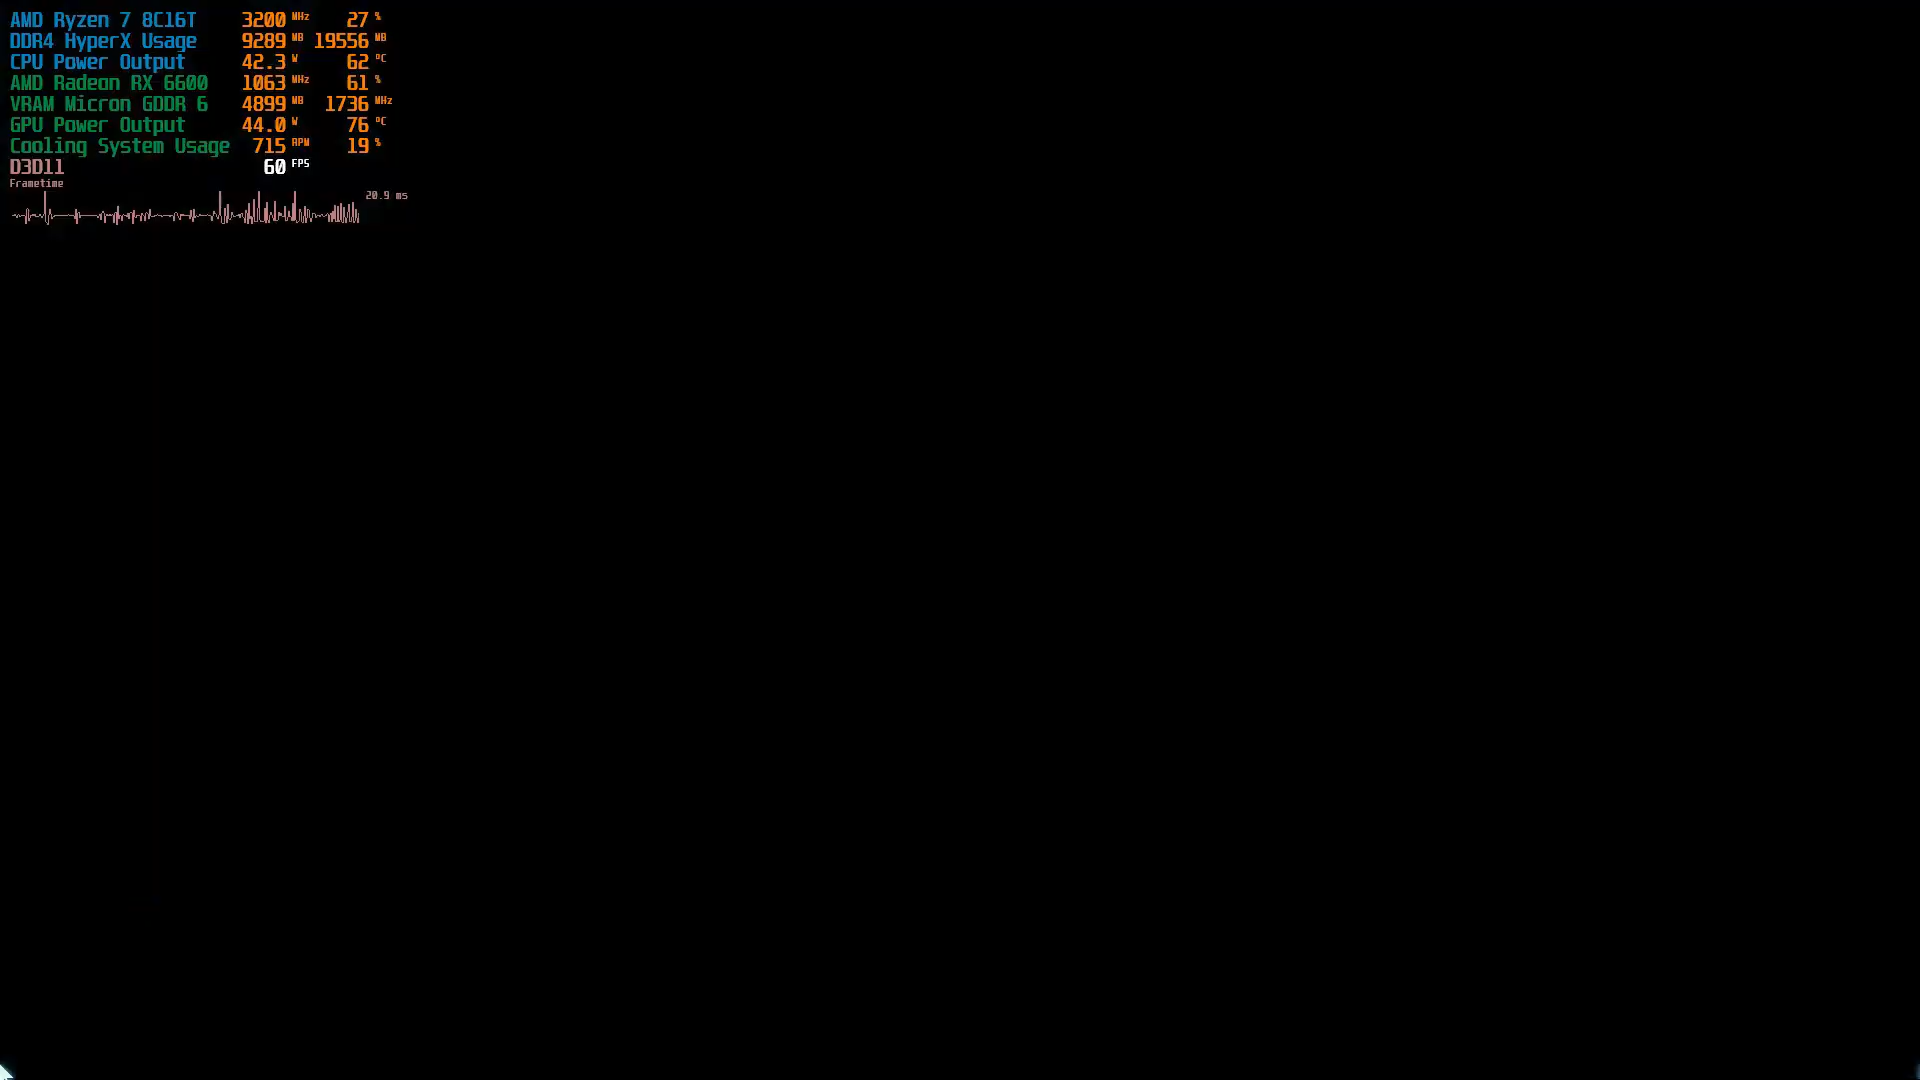 AMD Ryzen 7 8C16T 3200 MHz 27 %
DDR4 HyperX Usage 9289 MB 19556 MB
CPU Power Output 42.3 W 62 °C
AMD Radeon RX 6600 1063 MHz 61 %
VRAM Micron GDDR 6 4899 MB 1736 MHz
GPU Power Output 44.0 W 76 °C
Cooling System Usage 715 RPM 19 %
D3D11 60 FPS
Frametime
20.9 ms